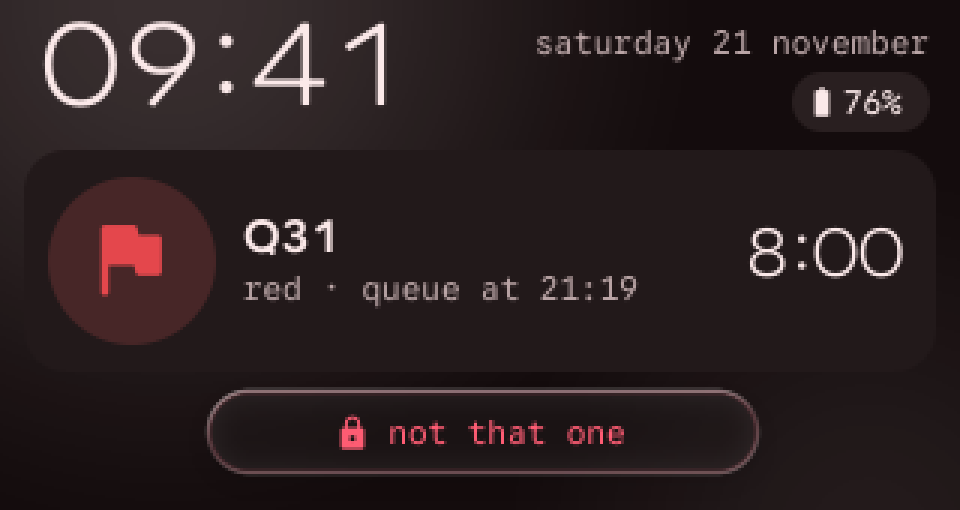 09:41
saturday 21 november
76%
Q31
red · queue at 21:19
8:00
not that one